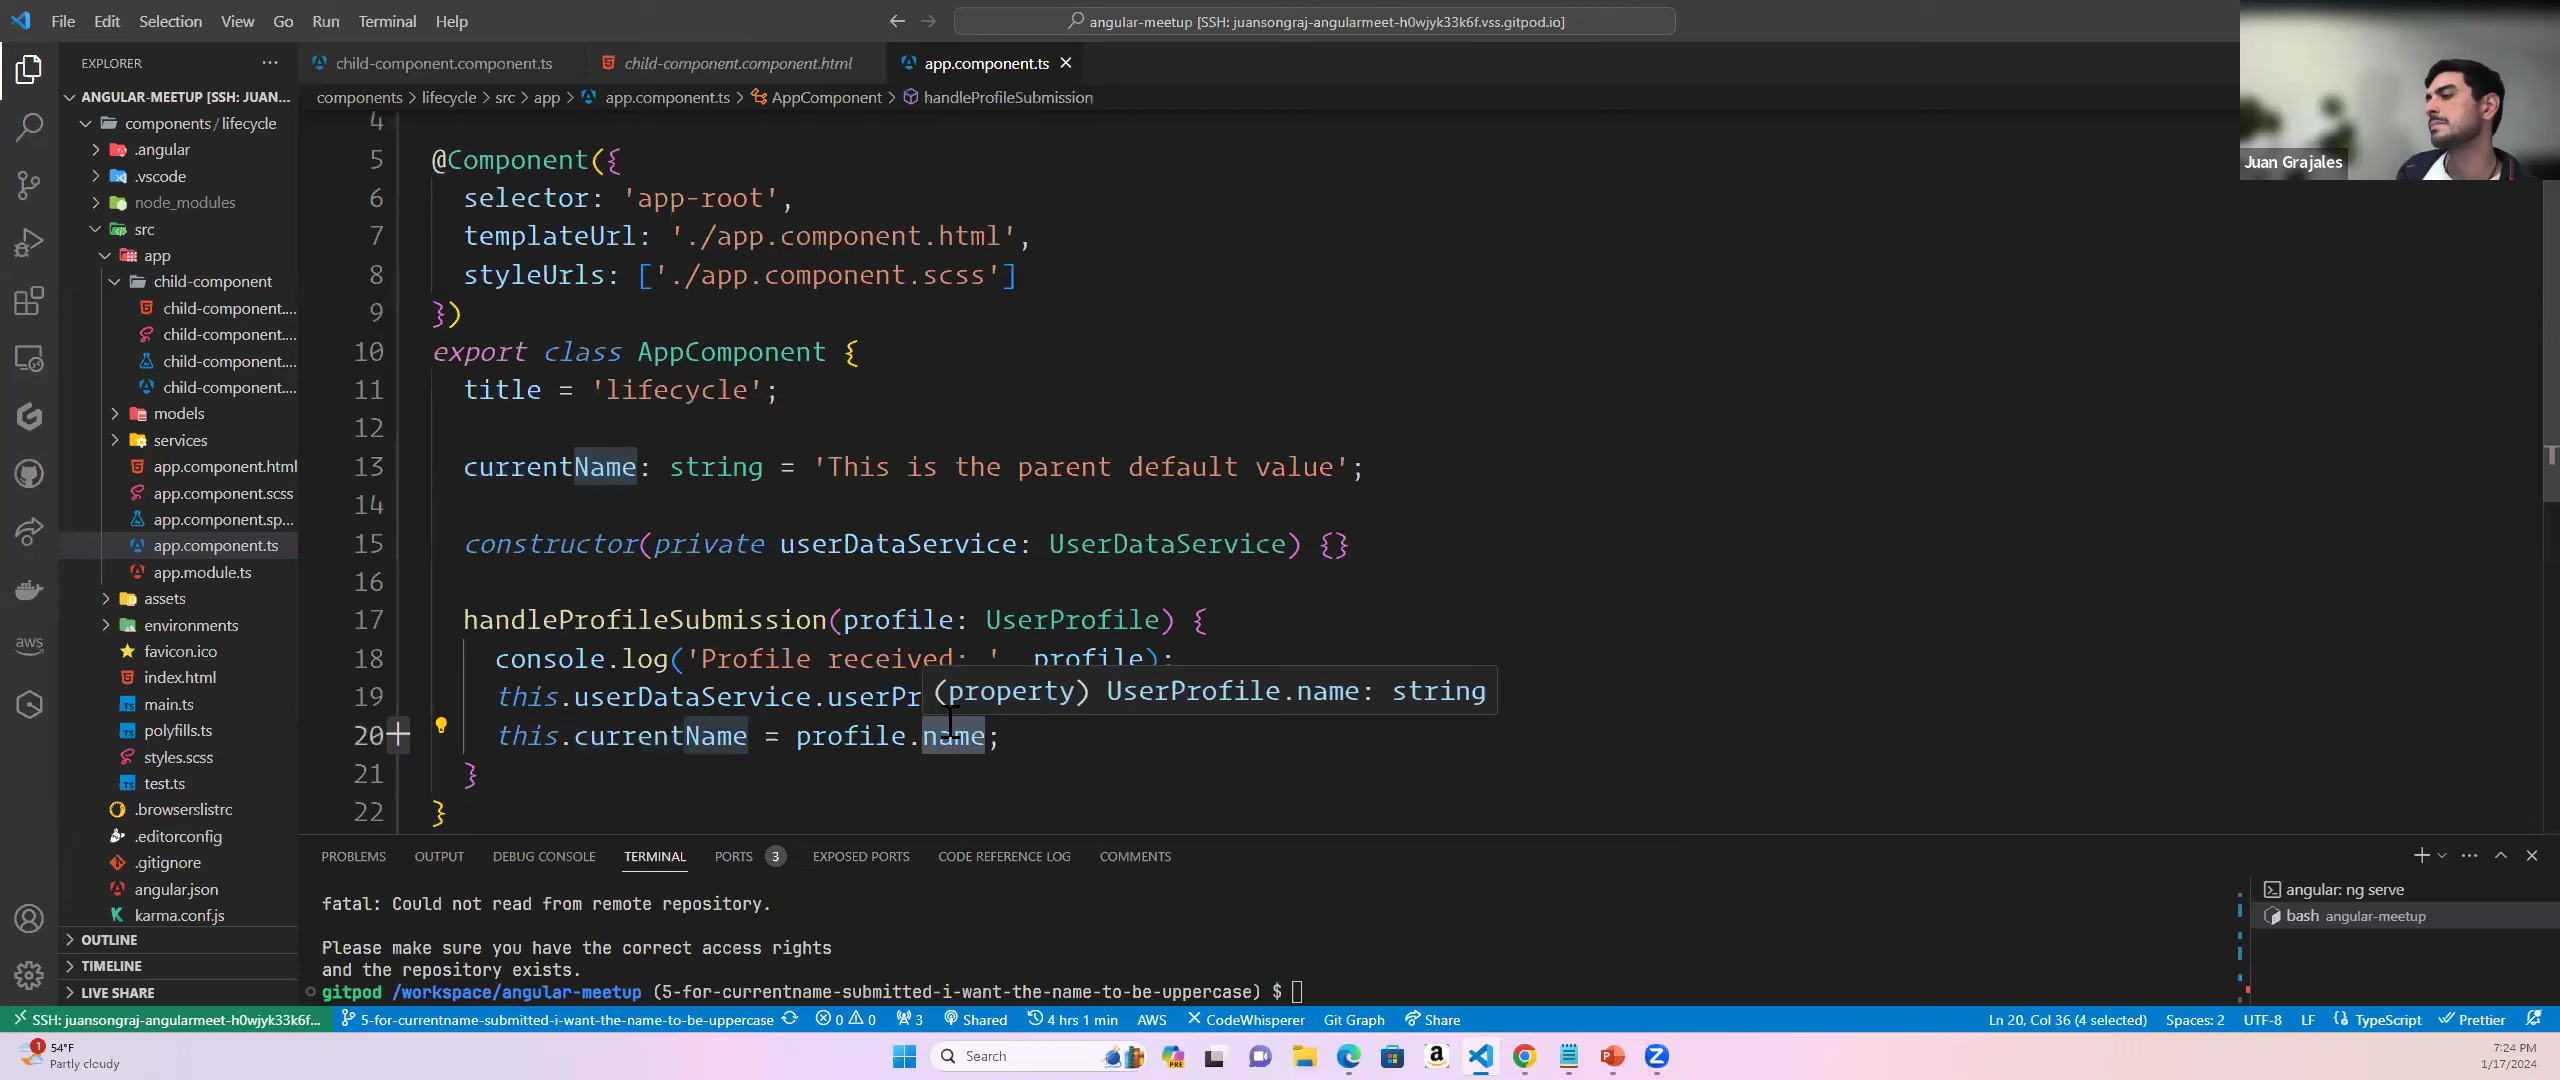 File Edit Selection View Go Run Terminal Help
angular-meetup [SSH: juansongraj-angularmeet-h0wjyk33k6f.vss.gitpod.io]
Juan Grajales
EXPLORER ...
ANGULAR-MEETUP [SSH: JUAN...
components / lifecycle
.angular
.vscode
node_modules
src
app
child-component
child-component....
child-component....
child-component....
child-component....
models
services
app.component.html
app.component.scss
app.component.sp...
app.component.ts
app.module.ts
assets
environments
favicon.ico
index.html
main.ts
polyfills.ts
styles.scss
test.ts
.browserslistrc
.editorconfig
.gitignore
angular.json
karma.conf.js
OUTLINE
TIMELINE
LIVE SHARE
child-component.component.ts child-component.component.html app.component.ts
components > lifecycle > src > app > app.component.ts > AppComponent > handleProfileSubmission
4
5 @Component({
6 selector: 'app-root',
7 templateUrl: './app.component.html',
8 styleUrls: ['./app.component.scss']
9 })
10 export class AppComponent {
11 title = 'lifecycle';
12
13 currentName: string = 'This is the parent default value';
14
15 constructor(private userDataService: UserDataService) {}
16
17 handleProfileSubmission(profile: UserProfile) {
18 console.log('Profile received: ' profile);
19 this.userDataService.userPr
(property) UserProfile.name: string
20 this.currentName = profile.name;
21 }
22 }
PROBLEMS OUTPUT DEBUG CONSOLE TERMINAL PORTS 3 EXPOSED PORTS CODE REFERENCE LOG COMMENTS
fatal: Could not read from remote repository.
Please make sure you have the correct access rights
and the repository exists.
gitpod /workspace/angular-meetup (5-for-currentname-submitted-i-want-the-name-to-be-uppercase) $
angular: ng serve
bash angular-meetup
SSH: juansongraj-angularmeet-h0wjyk33k6f... 5-for-currentname-submitted-i-want-the-name-to-be-uppercase 0 0 3 Shared 4 hrs 1 min AWS CodeWhisperer Git Graph Share Ln 20, Col 36 (4 selected) Spaces: 2 UTF-8 LF TypeScript Prettier
1
54°F
Partly cloudy
Search
PRE
7:24 PM
1/17/2024